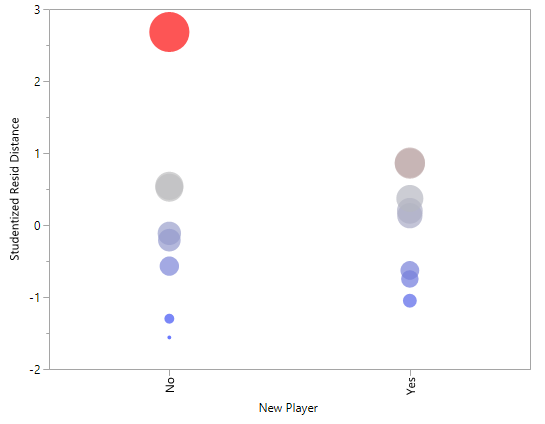 3
2
1
0
-1
-2
Studentized Resid Distance
No
Yes
New Player